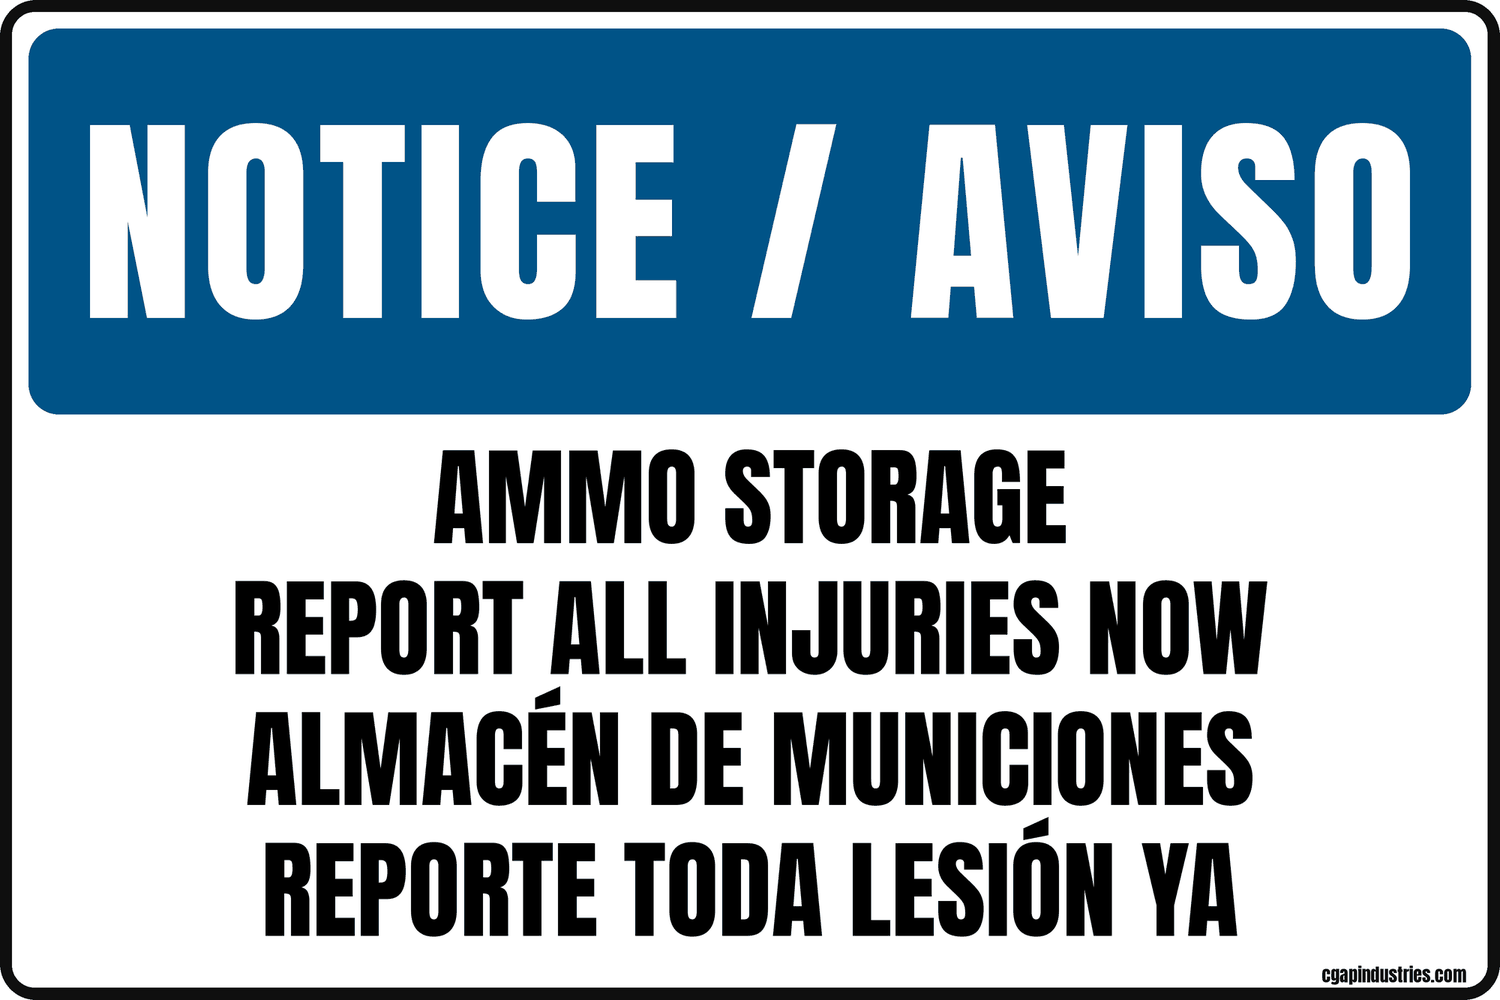 NOTICE / AVISO
AMMO STORAGE
REPORT ALL INJURIES NOW
ALMACÉN DE MUNICIONES
REPORTE TODA LESIÓN YA
cgapindustries.com